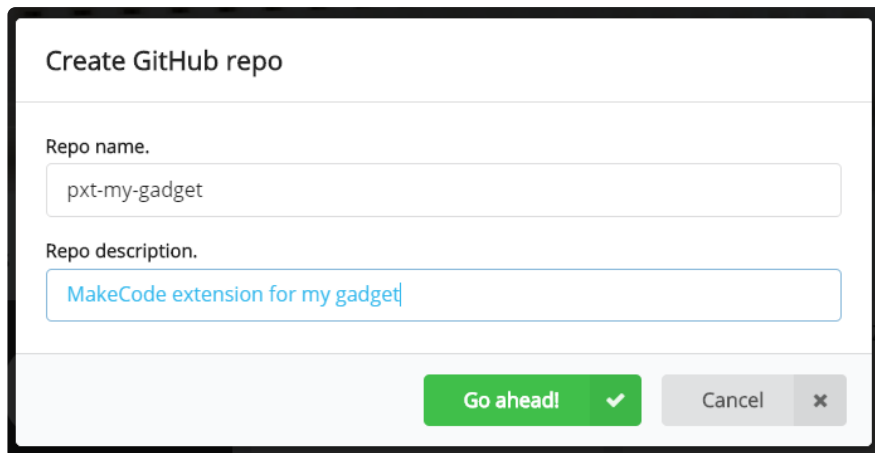 Create GitHub repo
Repo name.
pxt-my-gadget
Repo description.
MakeCode extension for my gadget
Go ahead!
Cancel